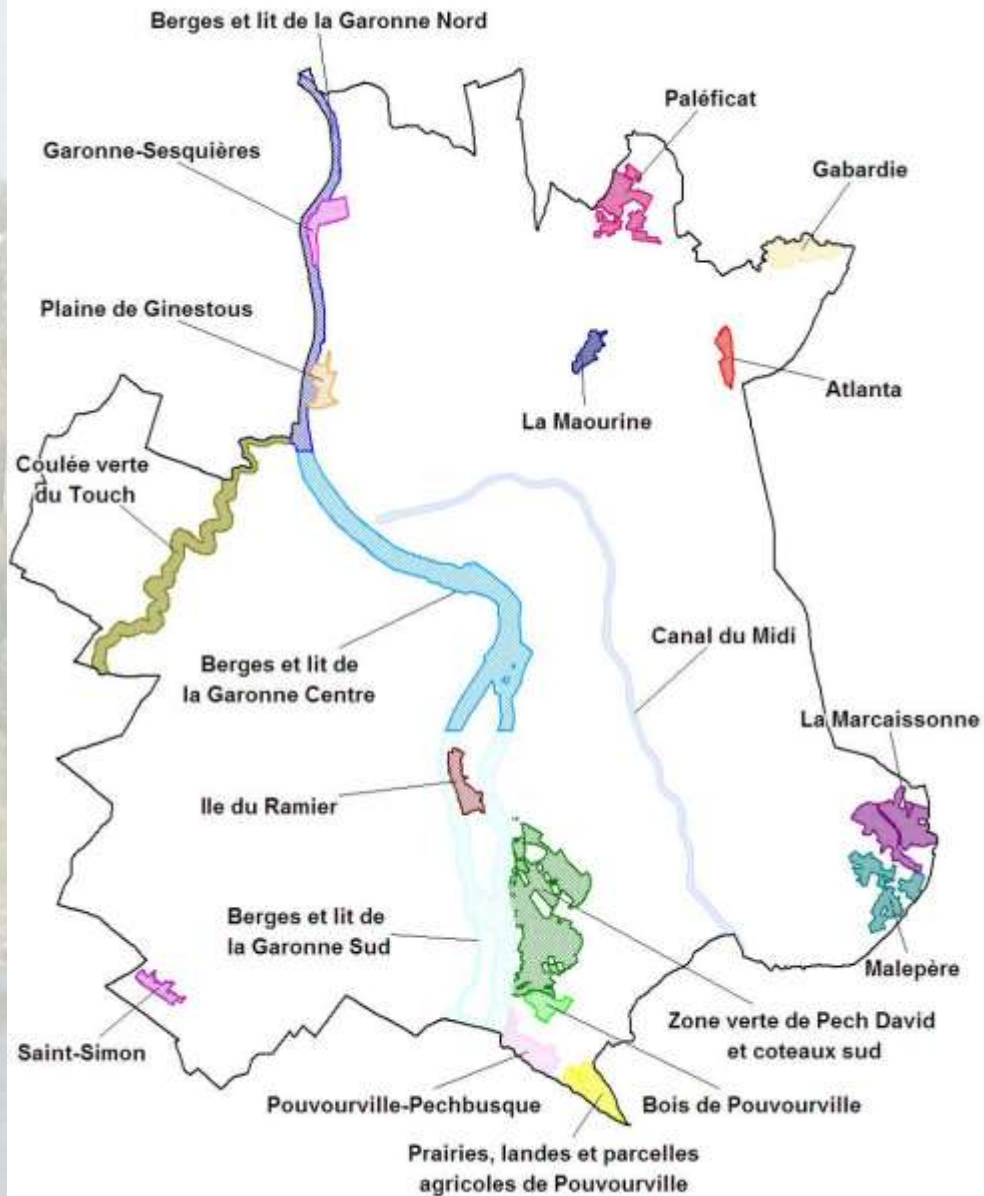 Berges et lit de la Garonne Nord
Paléficat
Garonne-Sesquières
Gabardie
Plaine de Ginestous
Atlanta
La Maourine
Coulée verte
du Touch
Canal du Midi
Berges et lit de
la Garonne Centre
La Marcaissonne
Ile du Ramier
Berges et lit de
la Garonne Sud
Malepère
Zone verte de Pech David
et coteaux sud
Saint-Simon
Pouvourville-Pechbusque
Bois de Pouvourville
Prairies, landes et parcelles
agricoles de Pouvourville